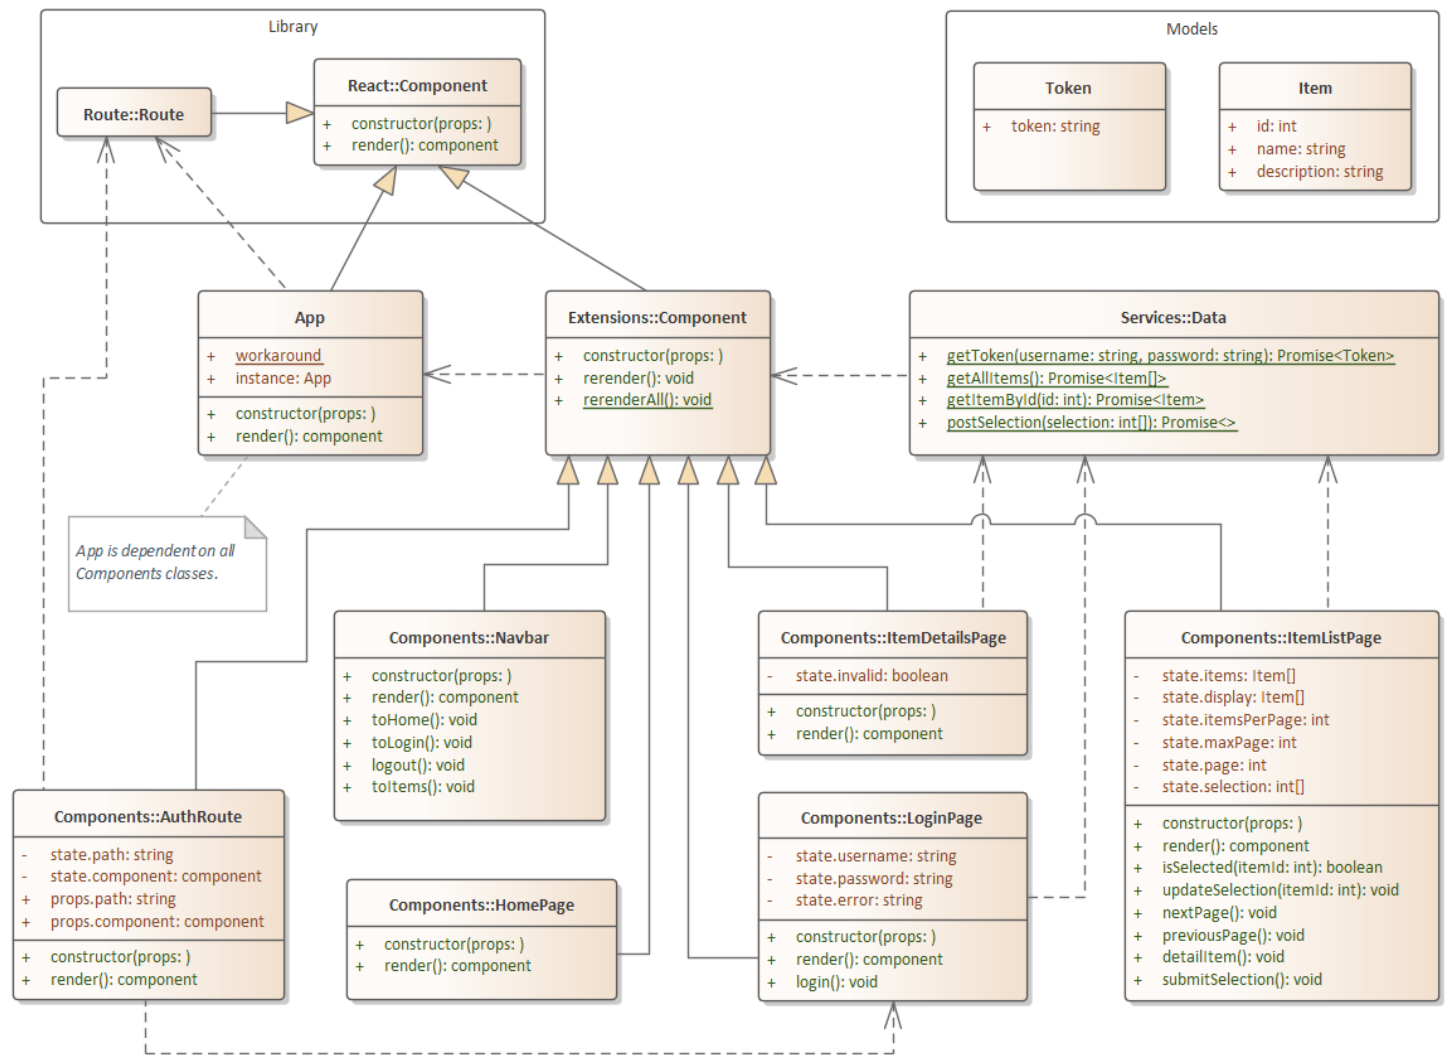 Library
Route::Route
React::Component
+ constructor(props: )
+ render(): component
Models
Token
+ token: string
Item
+ id: int
+ name: string
+ description: string
App
+ workaround
+ instance: App
+ constructor(props: )
+ render(): component
Extensions::Component
+ constructor(props: )
+ rerender(): void
+ rerenderAll(): void
Services::Data
+ getToken(username: string, password: string): Promise<Token>
+ getAllItems(): Promise<Item[]>
+ getItemById(id: int): Promise<Item>
+ postSelection(selection: int[]): Promise<>
App is dependent on all
Components classes.
Components::Navbar
+ constructor(props: )
+ render(): component
+ toHome(): void
+ toLogin(): void
+ logout(): void
+ toItems(): void
Components::ItemDetailsPage
- state.invalid: boolean
+ constructor(props: )
+ render(): component
Components::ItemListPage
- state.items: Item[]
- state.display: Item[]
- state.itemsPerPage: int
- state.maxPage: int
- state.page: int
- state.selection: int[]
+ constructor(props: )
+ render(): component
+ isSelected(itemId: int): boolean
+ updateSelection(itemId: int): void
+ nextPage(): void
+ previousPage(): void
+ detailItem(): void
+ submitSelection(): void
Components::AuthRoute
- state.path: string
- state.component: component
+ props.path: string
+ props.component: component
+ constructor(props: )
+ render(): component
Components::HomePage
+ constructor(props: )
+ render(): component
Components::LoginPage
- state.username: string
- state.password: string
- state.error: string
+ constructor(props: )
+ render(): component
+ login(): void